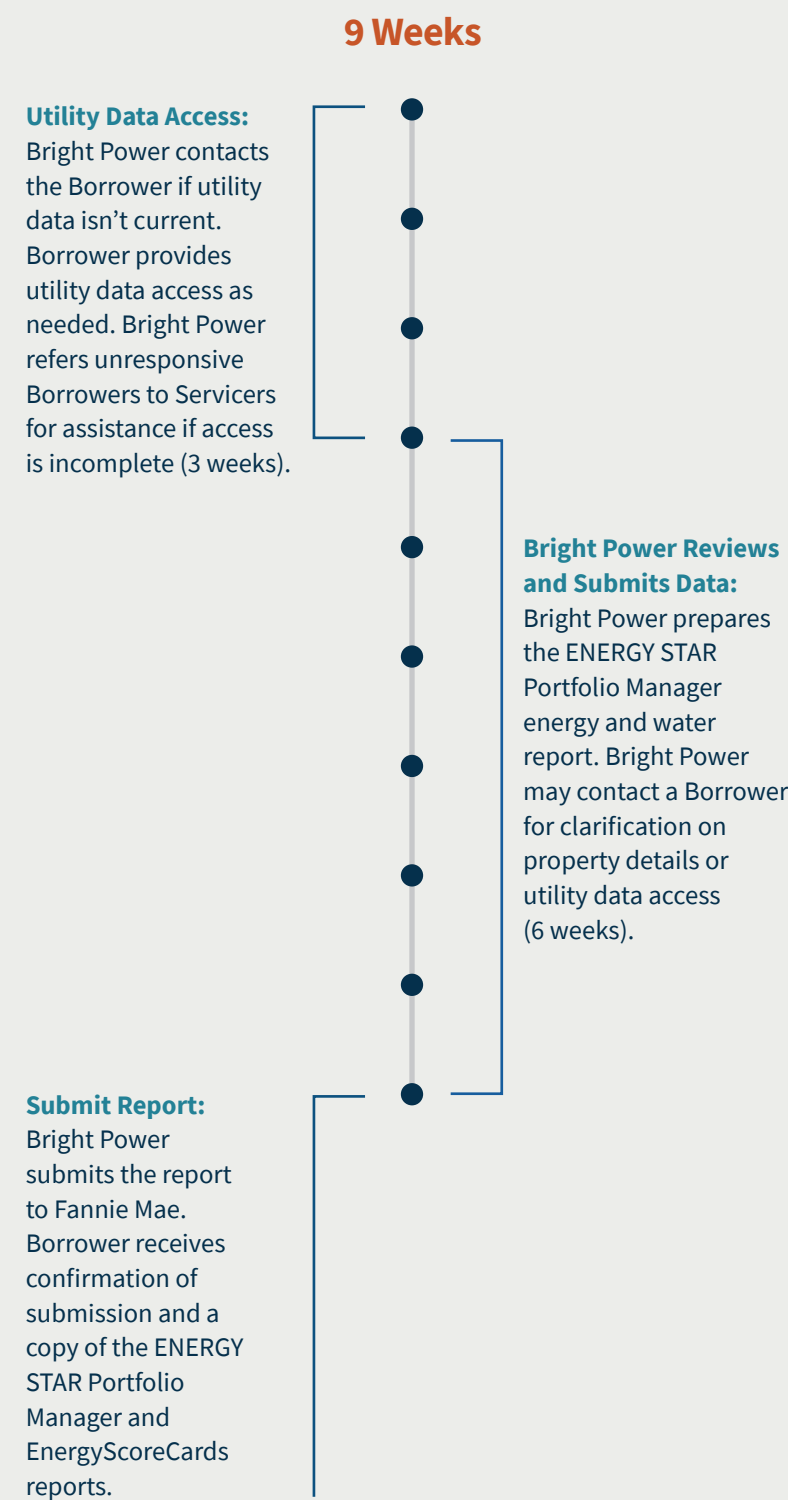 9 Weeks
Utility Data Access:
Bright Power contacts
the Borrower if utility
data isn’t current.
Borrower provides
utility data access as
needed. Bright Power
refers unresponsive
Borrowers to Servicers
for assistance if access
is incomplete (3 weeks).
Bright Power Reviews
and Submits Data:
Bright Power prepares
the ENERGY STAR
Portfolio Manager
energy and water
report. Bright Power
may contact a Borrower
for clarification on
property details or
utility data access
(6 weeks).
Submit Report:
Bright Power
submits the report
to Fannie Mae.
Borrower receives
confirmation of
submission and a
copy of the ENERGY
STAR Portfolio
Manager and
EnergyScoreCards
reports.